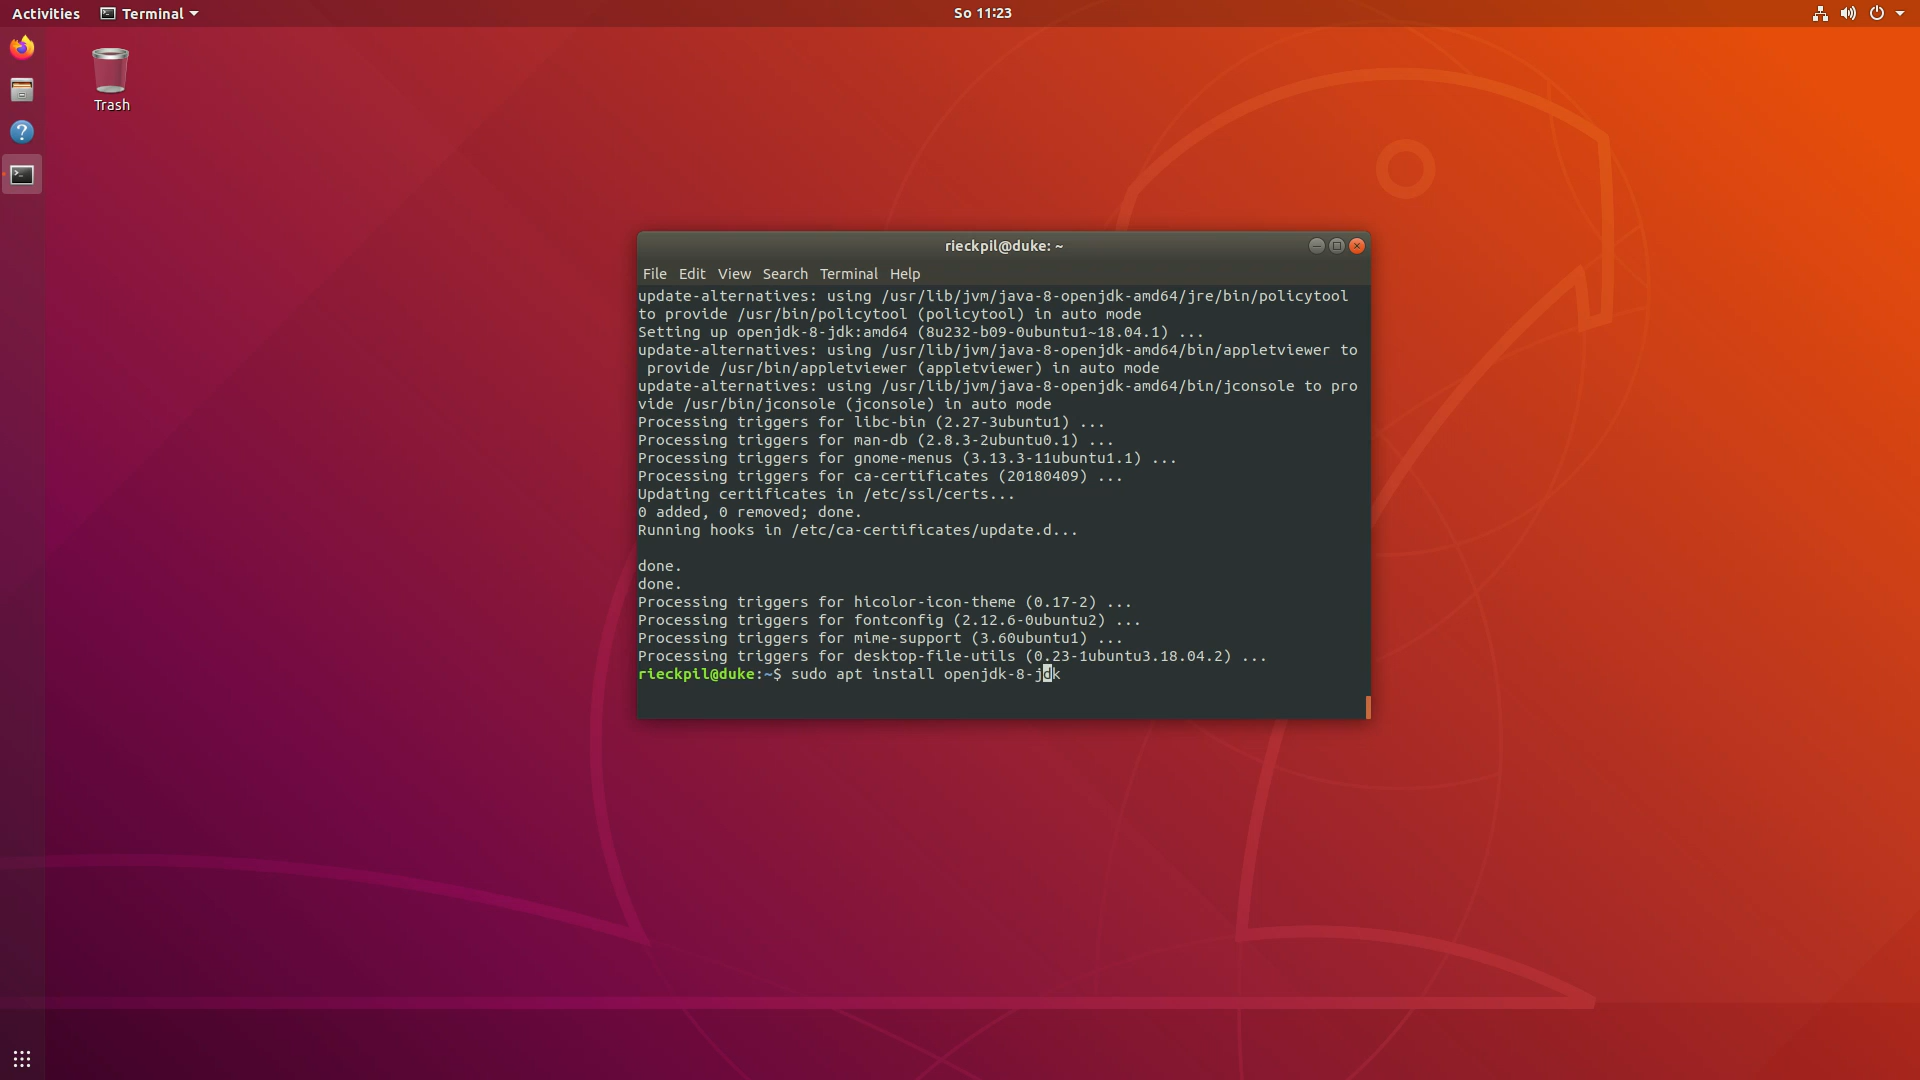 Activities Terminal So 11:23
Trash
rieckpil@duke: ~
File Edit View Search Terminal Help
update-alternatives: using /usr/lib/jvm/java-8-openjdk-amd64/jre/bin/policytool
to provide /usr/bin/policytool (policytool) in auto mode
Setting up openjdk-8-jdk:amd64 (8u232-b09-0ubuntu1~18.04.1) ...
update-alternatives: using /usr/lib/jvm/java-8-openjdk-amd64/bin/appletviewer to
provide /usr/bin/appletviewer (appletviewer) in auto mode
update-alternatives: using /usr/lib/jvm/java-8-openjdk-amd64/bin/jconsole to pro
vide /usr/bin/jconsole (jconsole) in auto mode
Processing triggers for libc-bin (2.27-3ubuntu1) ...
Processing triggers for man-db (2.8.3-2ubuntu0.1) ...
Processing triggers for gnome-menus (3.13.3-11ubuntu1.1) ...
Processing triggers for ca-certificates (20180409) ...
Updating certificates in /etc/ssl/certs...
0 added, 0 removed; done.
Running hooks in /etc/ca-certificates/update.d...
done.
done.
Processing triggers for hicolor-icon-theme (0.17-2) ...
Processing triggers for fontconfig (2.12.6-0ubuntu2) ...
Processing triggers for mime-support (3.60ubuntu1) ...
Processing triggers for desktop-file-utils (0.23-1ubuntu3.18.04.2) ...
rieckpil@duke:~$ sudo apt install openjdk-8-jdk